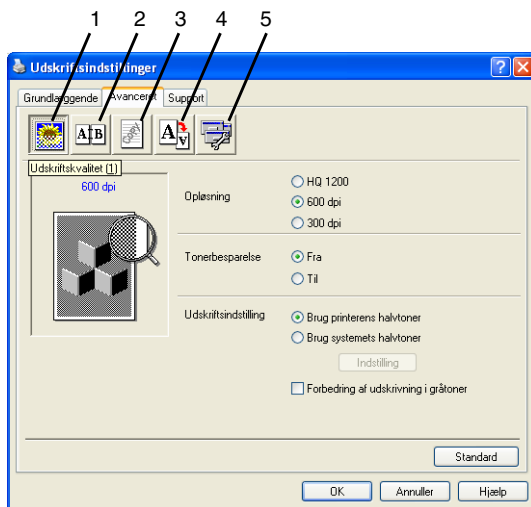 1 2 3 4 5
Udskriftsindstillinger
Grundlæggende Avanceret Support
A B COPY A A
Udskriftskvalitet (1)
600 dpi
Opløsning
HQ 1200
600 dpi
300 dpi
Tonerbesparelse
Fra
Til
Udskriftsindstilling
Brug printerens halvtoner
Brug systemets halvtoner
Indstilling
Forbedring af udskrivning i gråtoner
Standard
OK Annuller Hjælp